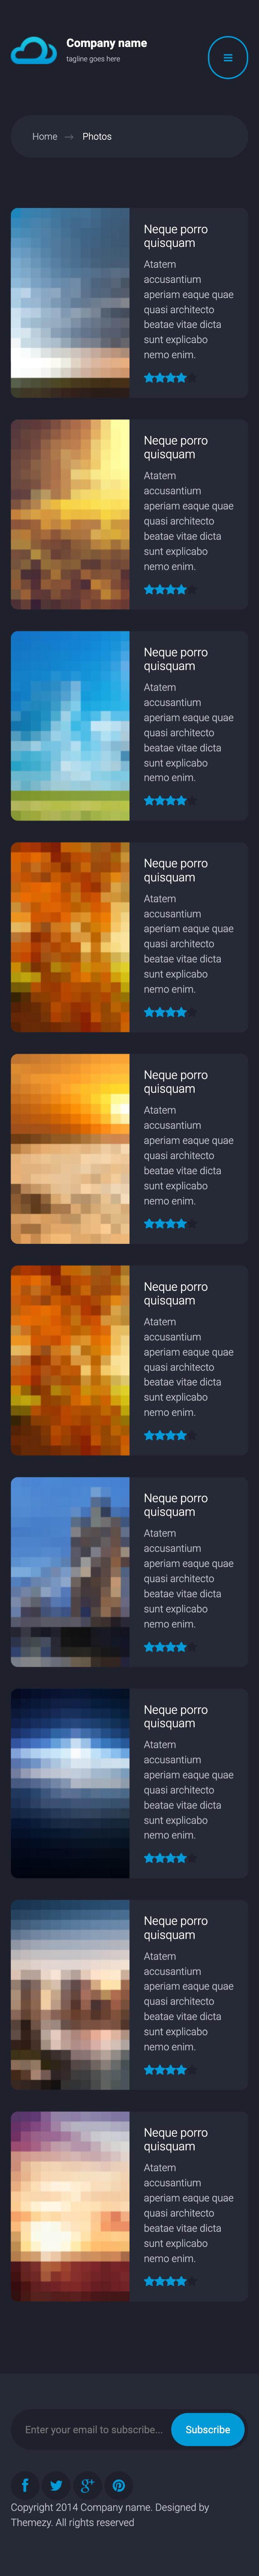 Company name
tagline goes here
Home → Photos
Neque porro
quisquam
Atatem
accusantium
aperiam eaque quae
quasi architecto
beatae vitae dicta
sunt explicabo
nemo enim.
Neque porro
quisquam
Atatem
accusantium
aperiam eaque quae
quasi architecto
beatae vitae dicta
sunt explicabo
nemo enim.
Neque porro
quisquam
Atatem
accusantium
aperiam eaque quae
quasi architecto
beatae vitae dicta
sunt explicabo
nemo enim.
Neque porro
quisquam
Atatem
accusantium
aperiam eaque quae
quasi architecto
beatae vitae dicta
sunt explicabo
nemo enim.
Neque porro
quisquam
Atatem
accusantium
aperiam eaque quae
quasi architecto
beatae vitae dicta
sunt explicabo
nemo enim.
Neque porro
quisquam
Atatem
accusantium
aperiam eaque quae
quasi architecto
beatae vitae dicta
sunt explicabo
nemo enim.
Neque porro
quisquam
Atatem
accusantium
aperiam eaque quae
quasi architecto
beatae vitae dicta
sunt explicabo
nemo enim.
Neque porro
quisquam
Atatem
accusantium
aperiam eaque quae
quasi architecto
beatae vitae dicta
sunt explicabo
nemo enim.
Neque porro
quisquam
Atatem
accusantium
aperiam eaque quae
quasi architecto
beatae vitae dicta
sunt explicabo
nemo enim.
Neque porro
quisquam
Atatem
accusantium
aperiam eaque quae
quasi architecto
beatae vitae dicta
sunt explicabo
nemo enim.
Enter your email to subscribe... Subscribe
Copyright 2014 Company name. Designed by
Themezy. All rights reserved